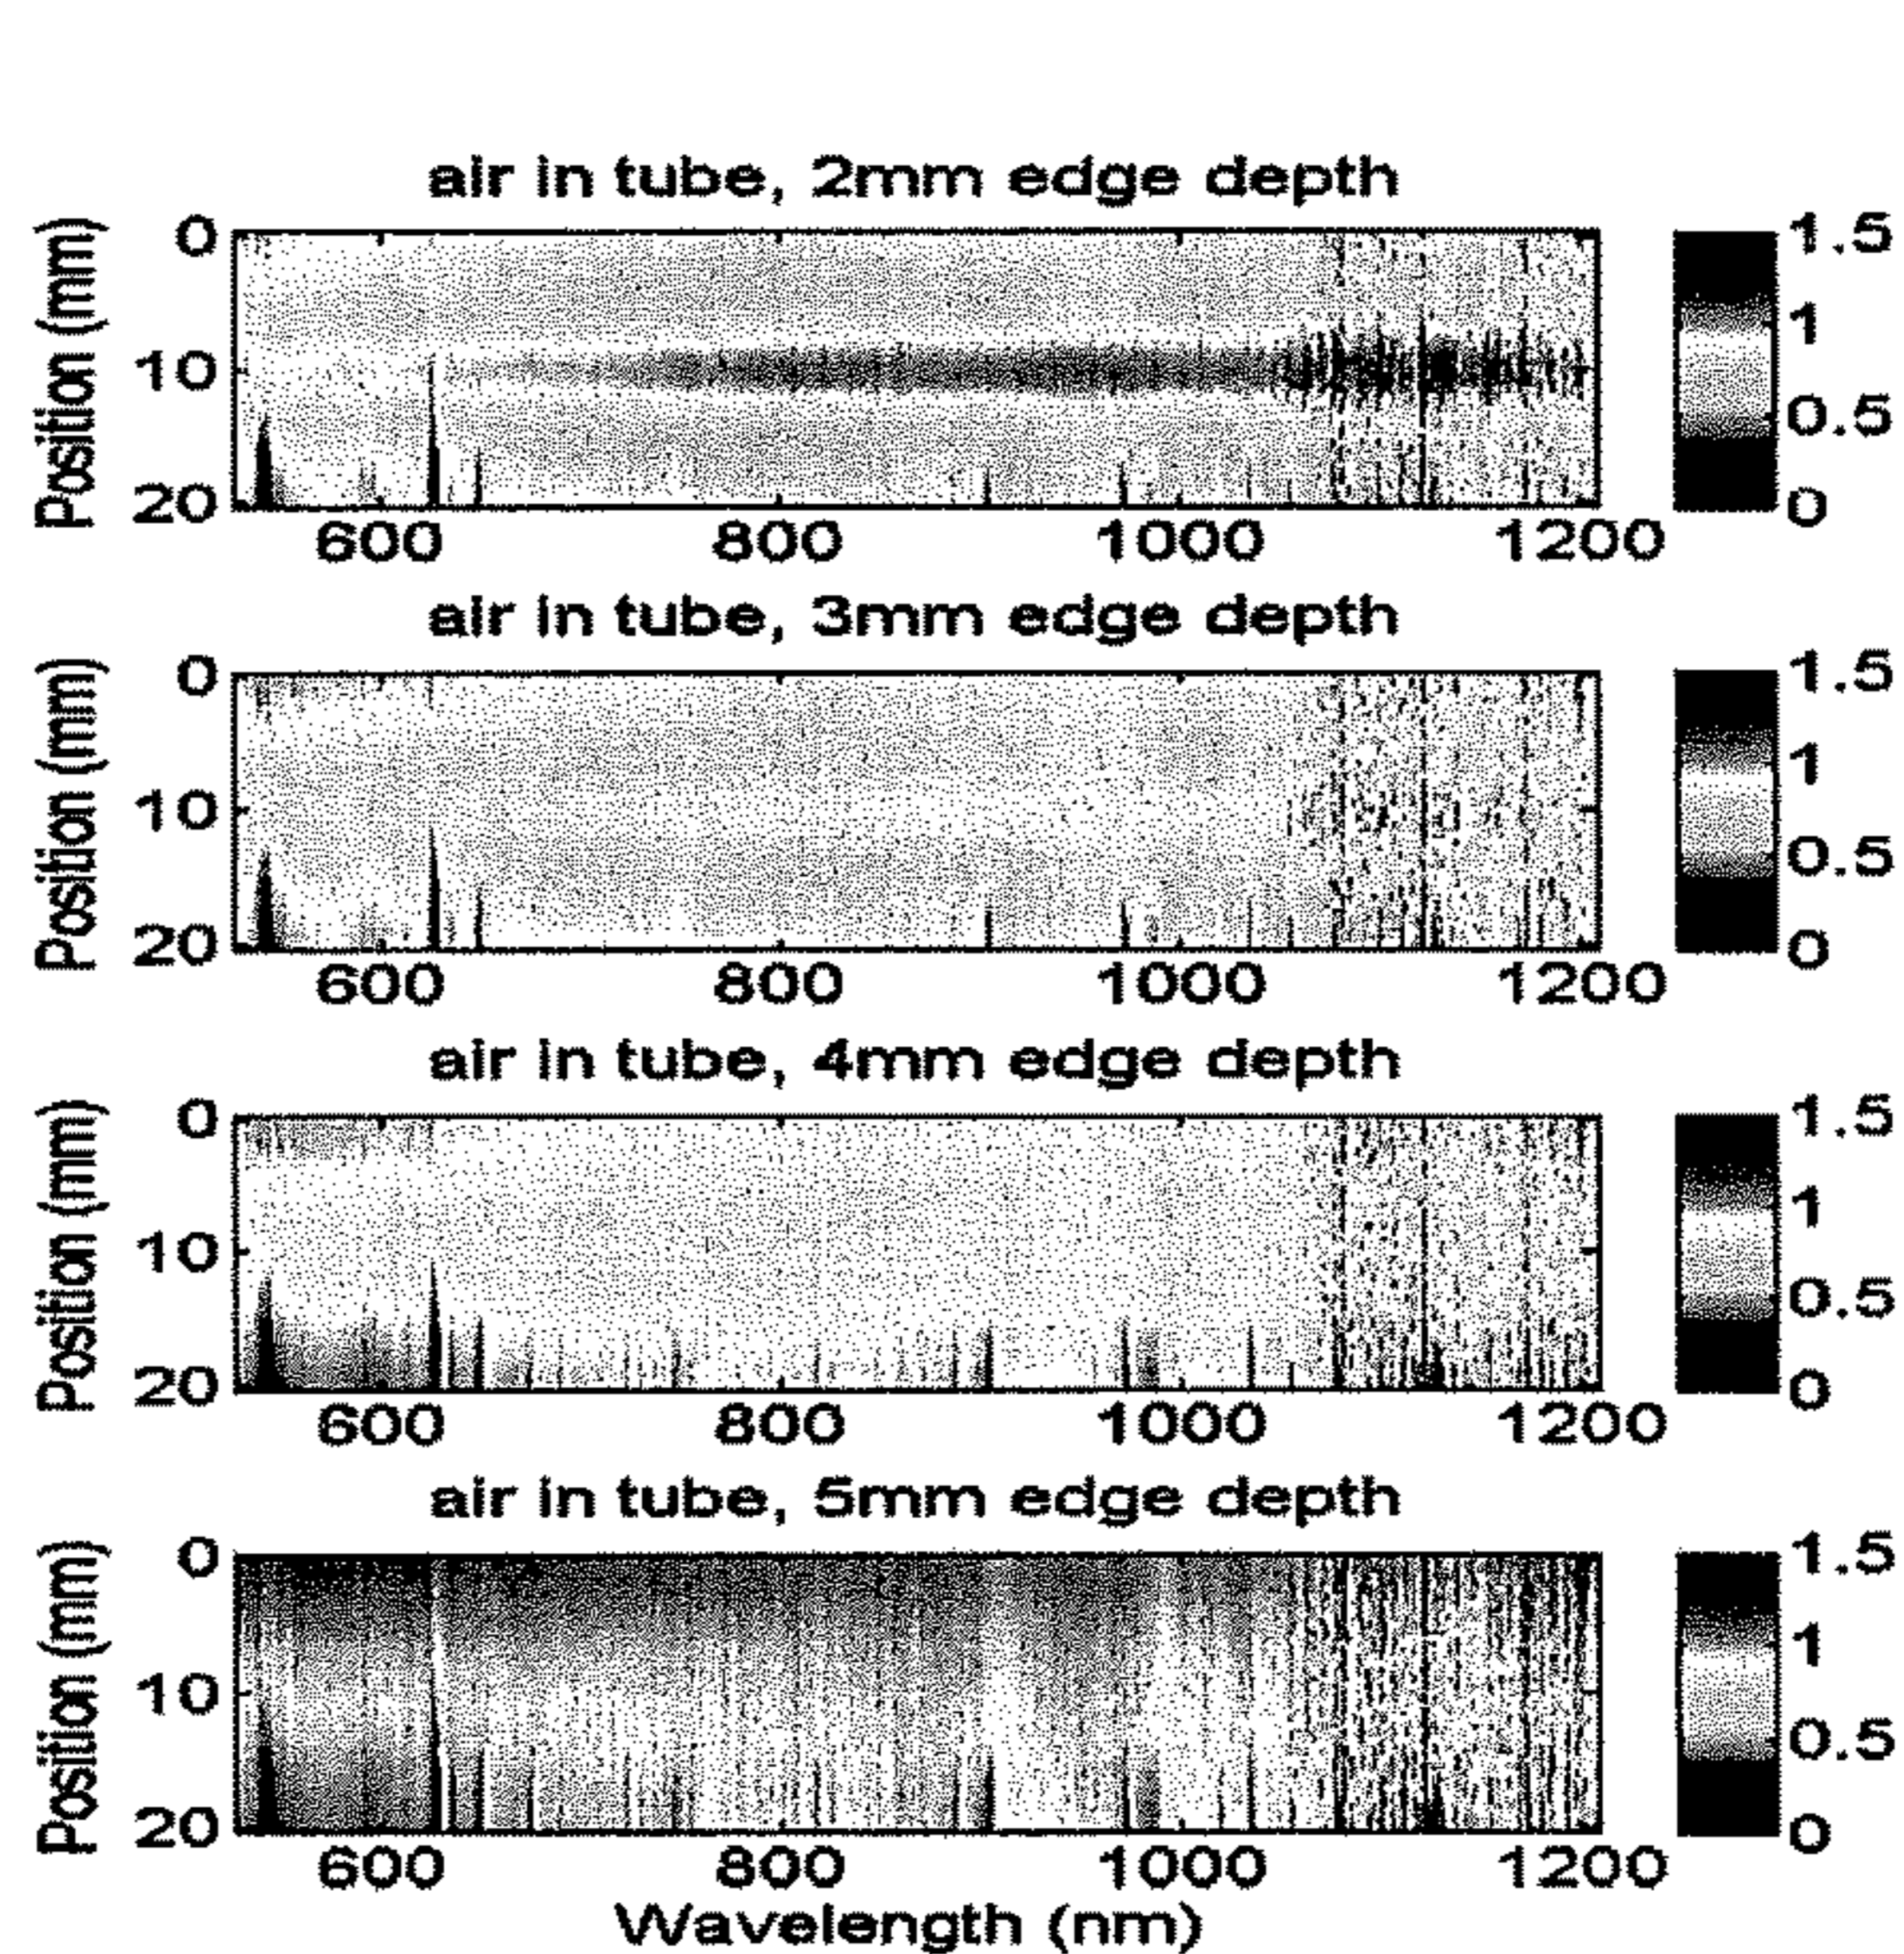 air in tube, 2mm edge depth
Position (mm)
0
10
20
600 800 1000 1200
1.5
1
0.5
0
air in tube, 3mm edge depth
Position (mm)
0
10
20
600 800 1000 1200
1.5
1
0.5
0
air in tube, 4mm edge depth
Position (mm)
0
10
20
600 800 1000 1200
1.5
1
0.5
0
air in tube, 5mm edge depth
Position (mm)
0
10
20
600 800 1000 1200
1.5
1
0.5
0
Wavelength (nm)